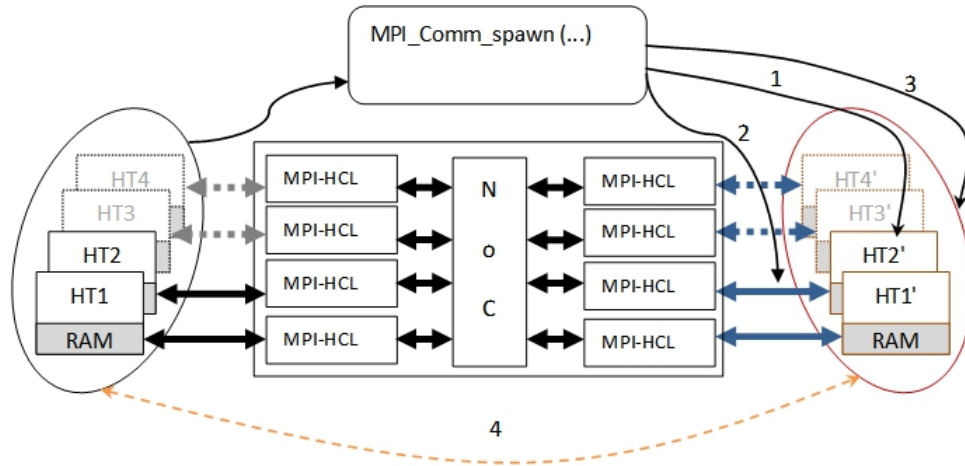 MPI_Comm_spawn (...)
1
3
2
HT4
HT3
HT2
HT1
RAM
MPI-HCL
MPI-HCL
MPI-HCL
MPI-HCL
N
o
C
MPI-HCL
MPI-HCL
MPI-HCL
MPI-HCL
HT4'
HT3'
HT2'
HT1'
RAM
4